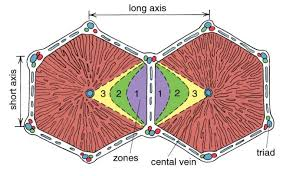 long axis
short axis
3 2 1 1 2 3
zones
cental vein
triad